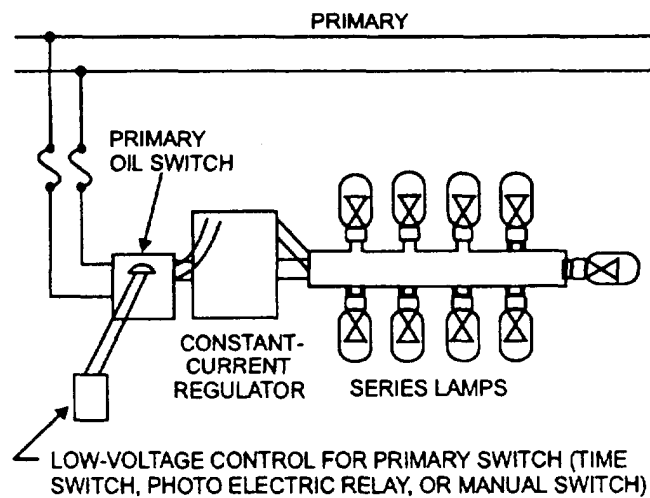 PRIMARY
PRIMARY
OIL SWITCH
CONSTANT-
CURRENT
REGULATOR
SERIES LAMPS
LOW-VOLTAGE CONTROL FOR PRIMARY SWITCH (TIME
SWITCH, PHOTO ELECTRIC RELAY, OR MANUAL SWITCH)